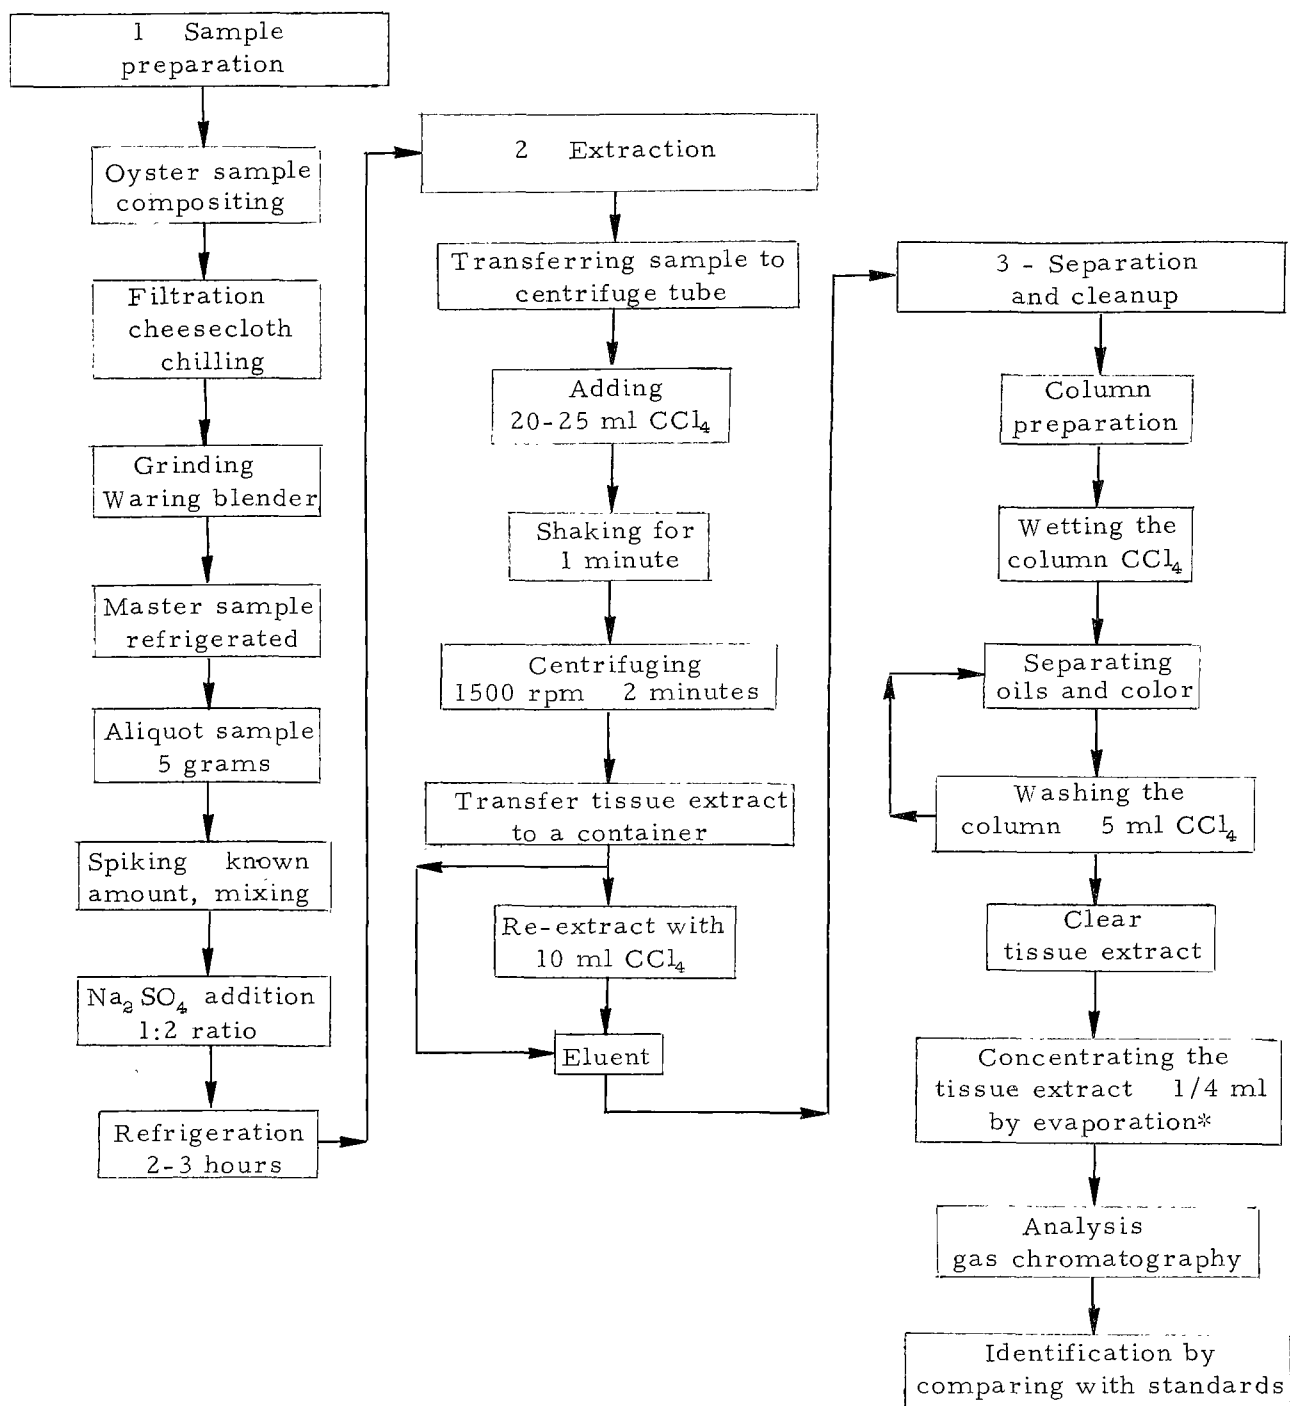 1 Sample
preparation
Oyster sample
compositing
Filtration
cheesecloth
chilling
Grinding
Waring blender
Master sample
refrigerated
Aliquot sample
5 grams
Spiking known
amount, mixing
Na₂SO₄ addition
1:2 ratio
Refrigeration
2-3 hours
2 Extraction
Transferring sample to
centrifuge tube
Adding
20-25 ml CCl₄
Shaking for
1 minute
Centrifuging
1500 rpm 2 minutes
Transfer tissue extract
to a container
Re-extract with
10 ml CCl₄
Eluent
3 - Separation
and cleanup
Column
preparation
Wetting the
column CCl₄
Separating
oils and color
Washing the
column 5 ml CCl₄
Clear
tissue extract
Concentrating the
tissue extract 1/4 ml
by evaporation*
Analysis
gas chromatography
Identification by
comparing with standards